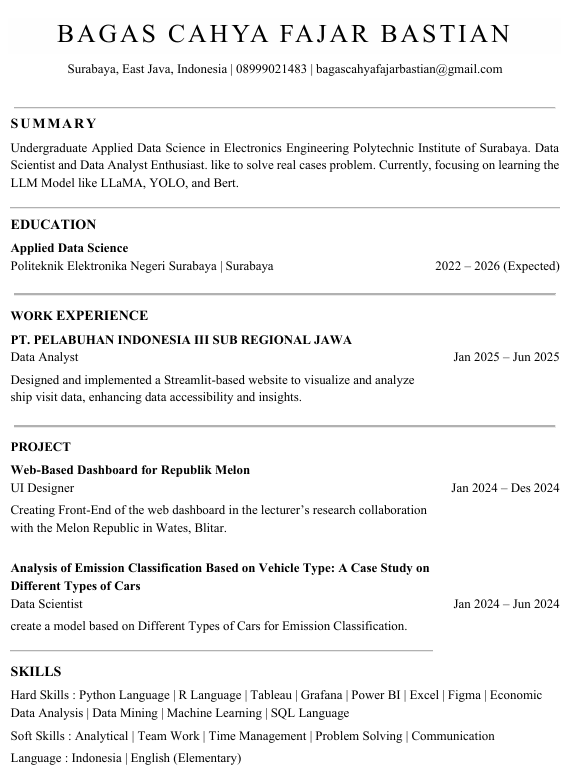 BAGAS CAHYA FAJAR BASTIAN
Surabaya, East Java, Indonesia | 08999021483 | bagascahyafajarbastian@gmail.com
SUMMARY
Undergraduate Applied Data Science in Electronics Engineering Polytechnic Institute of Surabaya. Data
Scientist and Data Analyst Enthusiast. like to solve real cases problem. Currently, focusing on learning the
LLM Model like LLaMA, YOLO, and Bert.
EDUCATION
Applied Data Science
Politeknik Elektronika Negeri Surabaya | Surabaya 2022 – 2026 (Expected)
WORK EXPERIENCE
PT. PELABUHAN INDONESIA III SUB REGIONAL JAWA
Data Analyst Jan 2025 – Jun 2025
Designed and implemented a Streamlit-based website to visualize and analyze
ship visit data, enhancing data accessibility and insights.
PROJECT
Web-Based Dashboard for Republik Melon
UI Designer Jan 2024 – Des 2024
Creating Front-End of the web dashboard in the lecturer’s research collaboration
with the Melon Republic in Wates, Blitar.
Analysis of Emission Classification Based on Vehicle Type: A Case Study on
Different Types of Cars
Data Scientist Jan 2024 – Jun 2024
create a model based on Different Types of Cars for Emission Classification.
SKILLS
Hard Skills : Python Language | R Language | Tableau | Grafana | Power BI | Excel | Figma | Economic
Data Analysis | Data Mining | Machine Learning | SQL Language
Soft Skills : Analytical | Team Work | Time Management | Problem Solving | Communication
Language : Indonesia | English (Elementary)